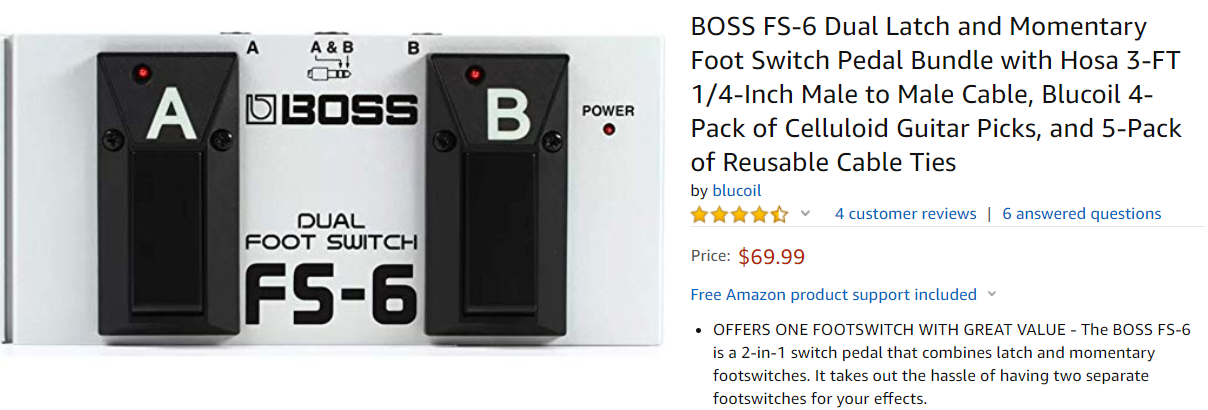 A
A & B
B
A
BOSS
B
POWER
DUAL
FOOT SWITCH
FS-6
BOSS FS-6 Dual Latch and Momentary
Foot Switch Pedal Bundle with Hosa 3-FT
1/4-Inch Male to Male Cable, Blucoil 4-
Pack of Celluloid Guitar Picks, and 5-Pack
of Reusable Cable Ties
by blucoil
4 customer reviews | 6 answered questions
Price: $69.99
Free Amazon product support included
• OFFERS ONE FOOTSWITCH WITH GREAT VALUE - The BOSS FS-6
is a 2-in-1 switch pedal that combines latch and momentary
footswitches. It takes out the hassle of having two separate
footswitches for your effects.